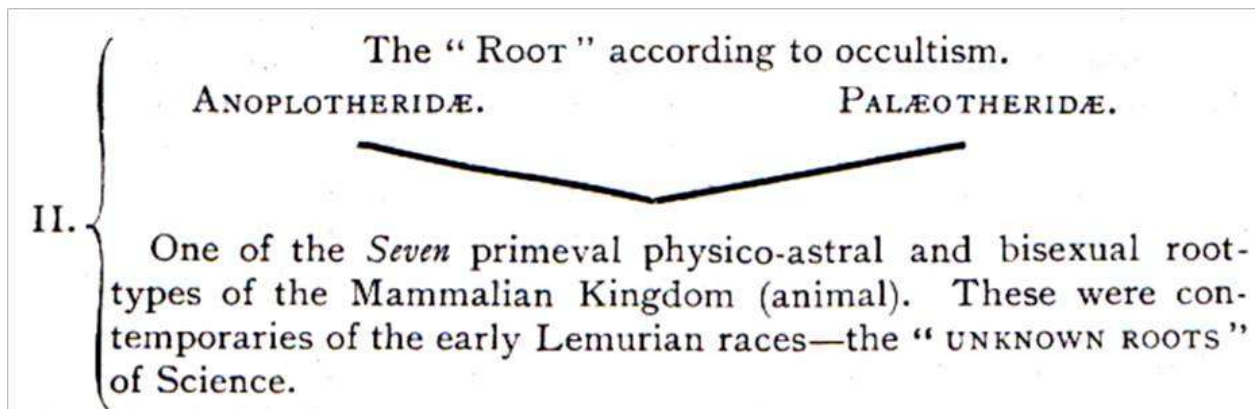 The “ ROOT ” according to occultism.
ANOPLOTHERIDÆ. PALÆOTHERIDÆ.
II.
One of the Seven primeval physico-astral and bisexual root-
types of the Mammalian Kingdom (animal). These were con-
temporaries of the early Lemurian races—the “ UNKNOWN ROOTS ”
of Science.